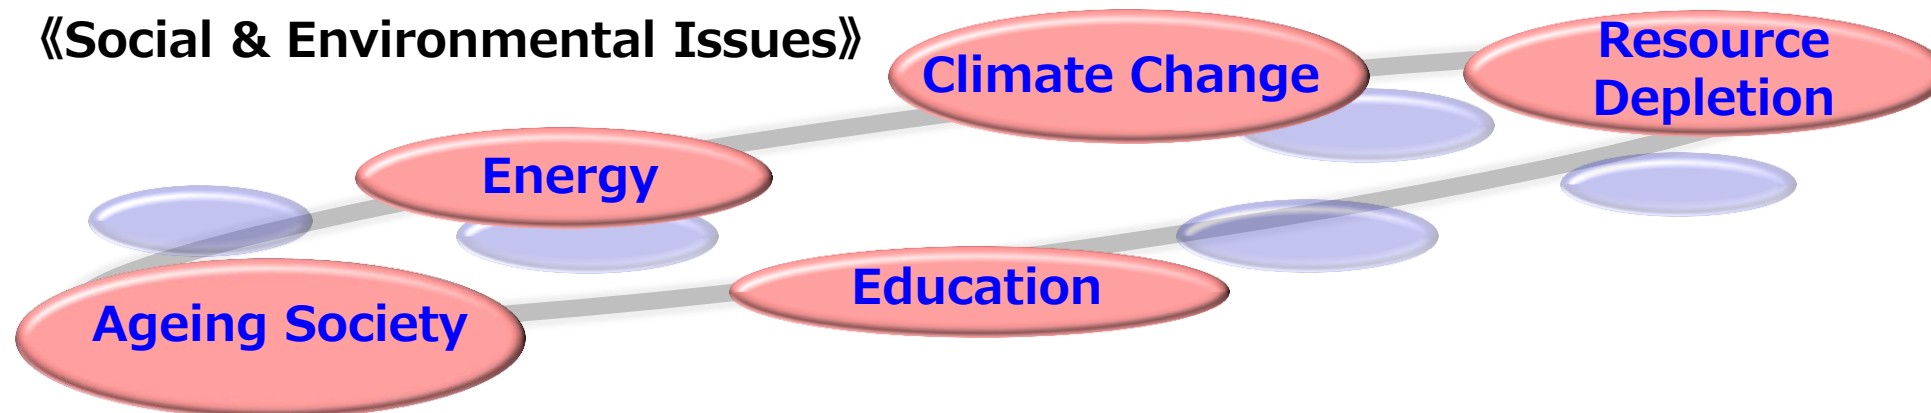 《Social & Environmental Issues》
Climate Change
Resource
Depletion
Energy
Education
Ageing Society